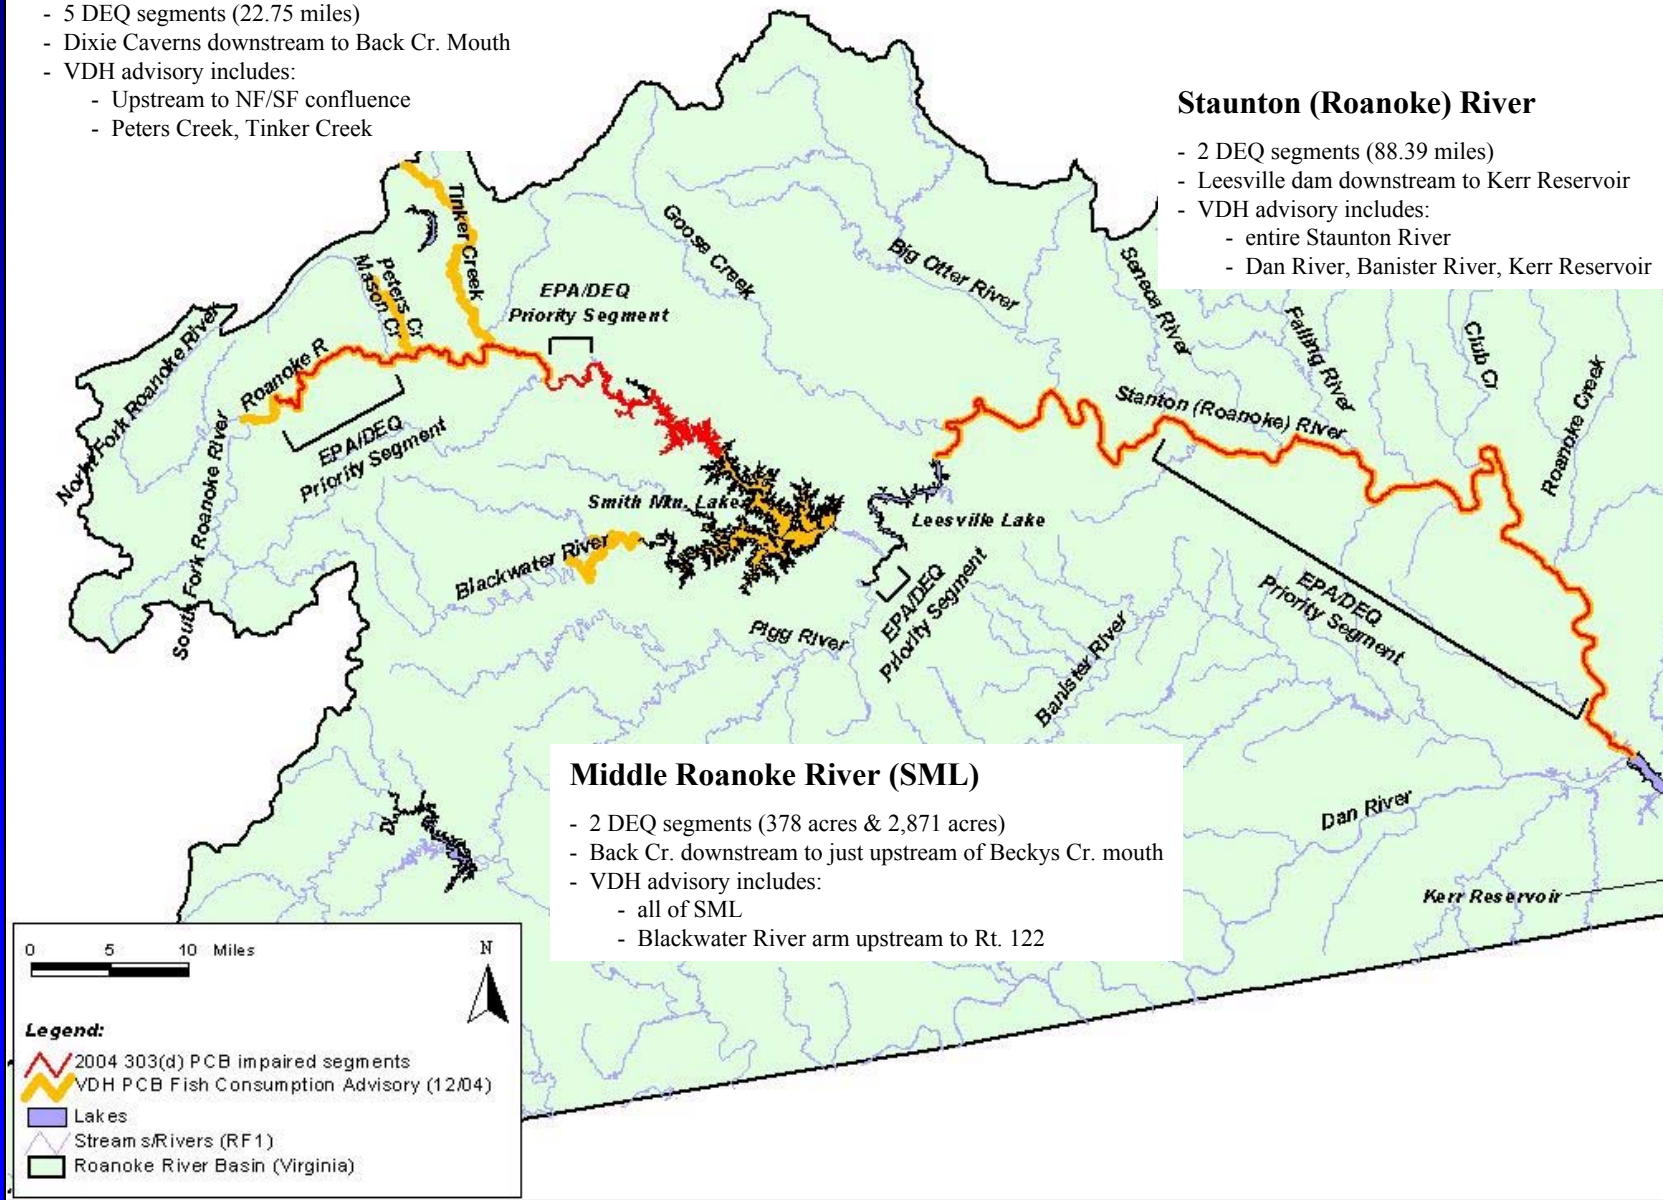 - 5 DEQ segments (22.75 miles)
- Dixie Caverns downstream to Back Cr. Mouth
- VDH advisory includes:
- Upstream to NF/SF confluence
- Peters Creek, Tinker Creek
Staunton (Roanoke) River
- 2 DEQ segments (88.39 miles)
- Leesville dam downstream to Kerr Reservoir
- VDH advisory includes:
- entire Staunton River
- Dan River, Banister River, Kerr Reservoir
Tinker Creek
Peters Cr
Mason Cr
Goose Creek
Big Otter River
Seneca River
Falling River
Club Cr
Roanoke Creek
EPA/DEQ
Priority Segment
North Fork Roanoke River
Roanoke R
South Fork Roanoke River
EPA/DEQ
Priority Segment
Stanton (Roanoke) River
Smith Mtn. Lake
Leesville Lake
Blackwater River
Pigg River
EPA/DEQ
Priority Segment
Banister River
EPA/DEQ
Priority Segment
Middle Roanoke River (SML)
- 2 DEQ segments (378 acres & 2,871 acres)
- Back Cr. downstream to just upstream of Beckys Cr. mouth
- VDH advisory includes:
- all of SML
- Blackwater River arm upstream to Rt. 122
Dan River
Kerr Reservoir
0 5 10 Miles
N
Legend:
2004 303(d) PCB impaired segments
VDH PCB Fish Consumption Advisory (12/04)
Lakes
Streams/Rivers (RF1)
Roanoke River Basin (Virginia)